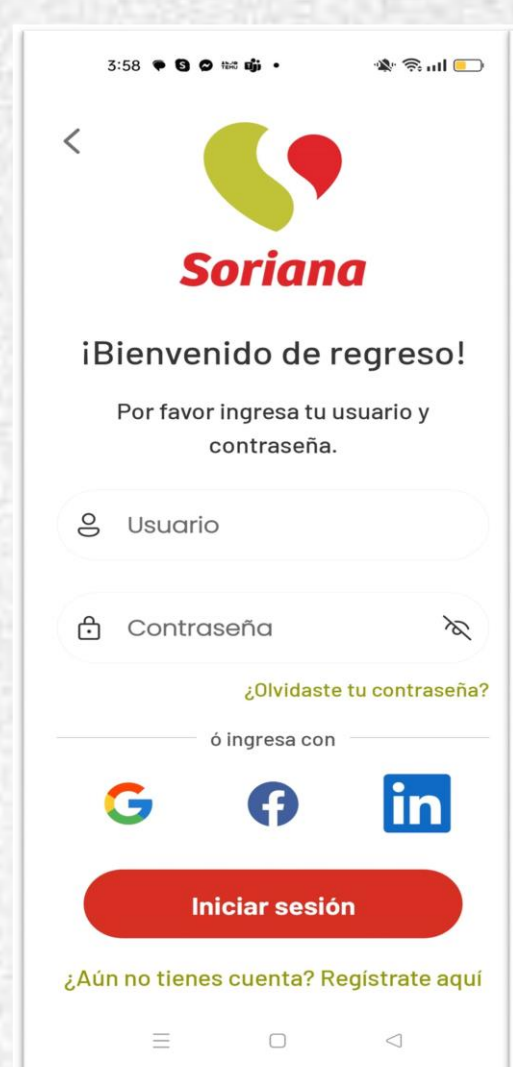 3:58
Soriana
¡Bienvenido de regreso!
Por favor ingresa tu usuario y
contraseña.
Usuario
Contraseña
¿Olvidaste tu contraseña?
ó ingresa con
in
Iniciar sesión
¿Aún no tienes cuenta? Regístrate aquí